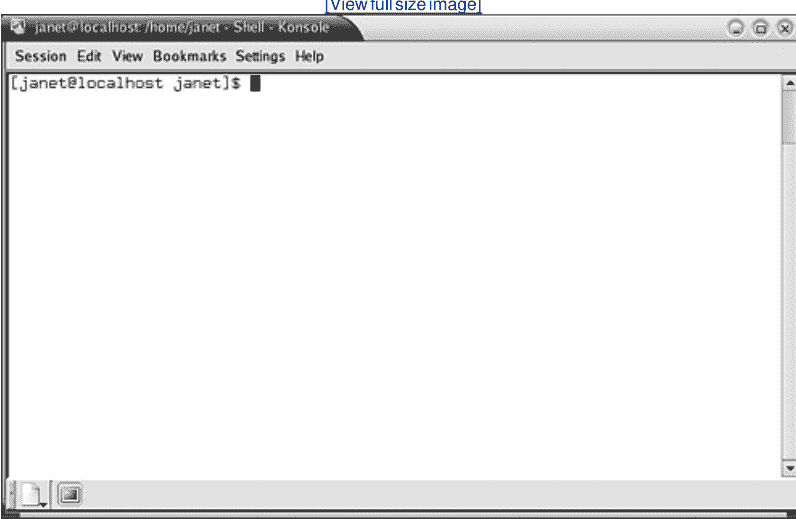 [View full size image]
janet@localhost:/home/janet - Shell - Konsole
Session Edit View Bookmarks Settings Help
[janet@localhost janet]$